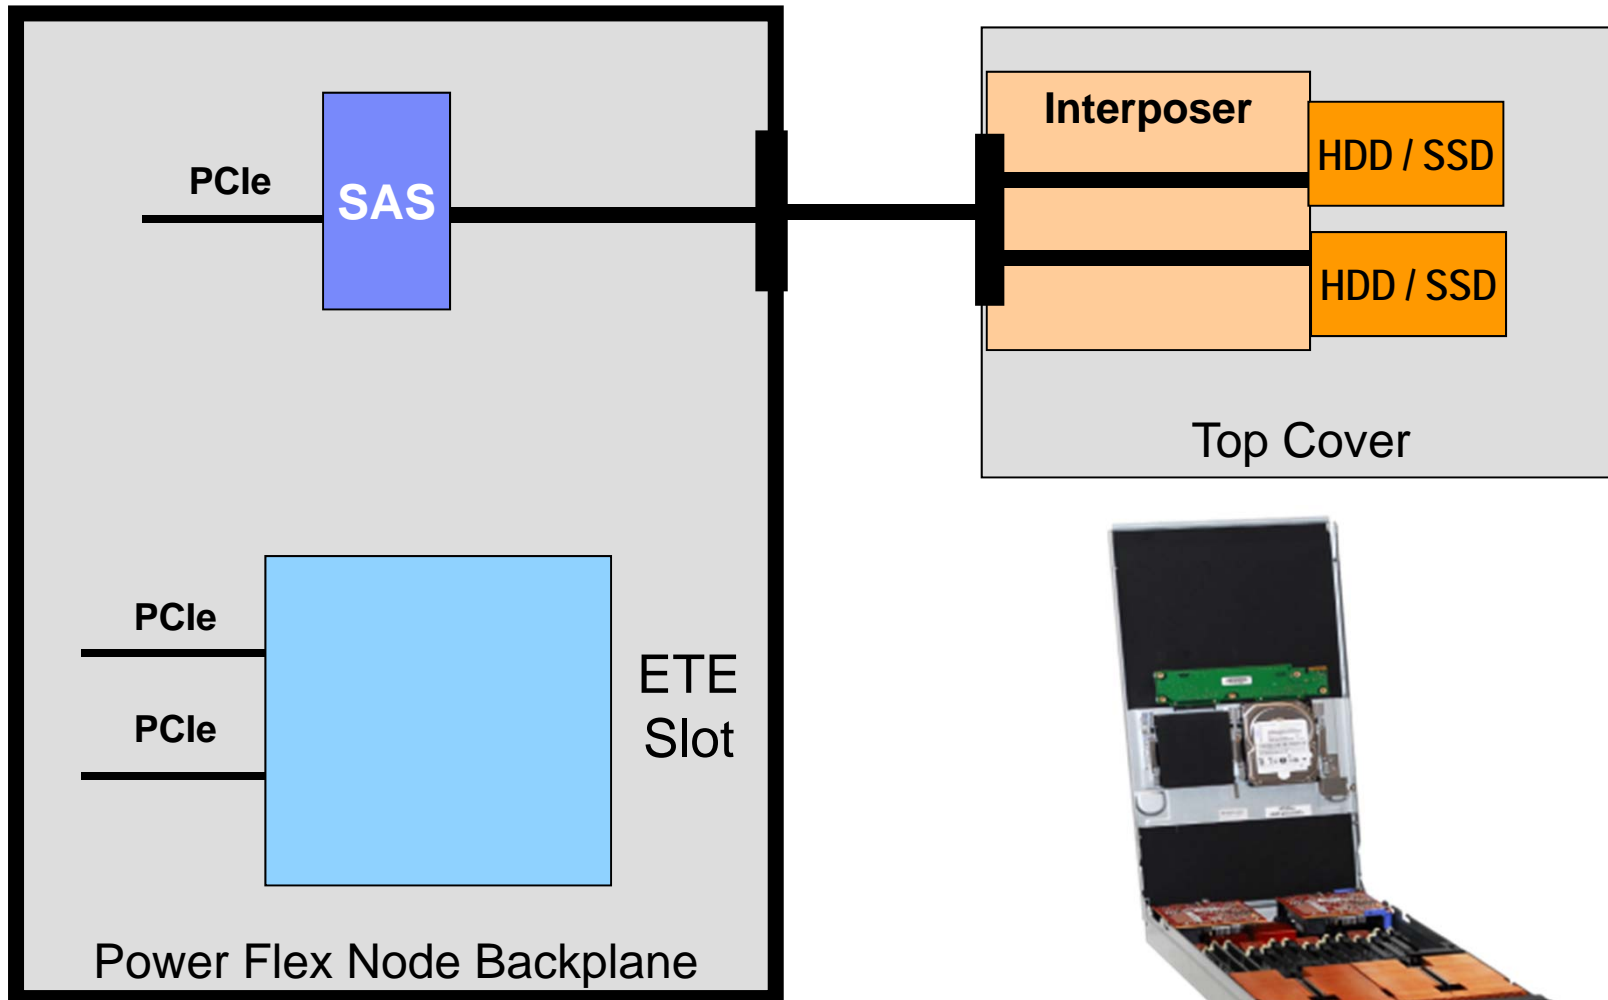 PCIe
SAS
Interposer
HDD / SSD
HDD / SSD
Top Cover
PCIe
PCIe
ETE
Slot
Power Flex Node Backplane